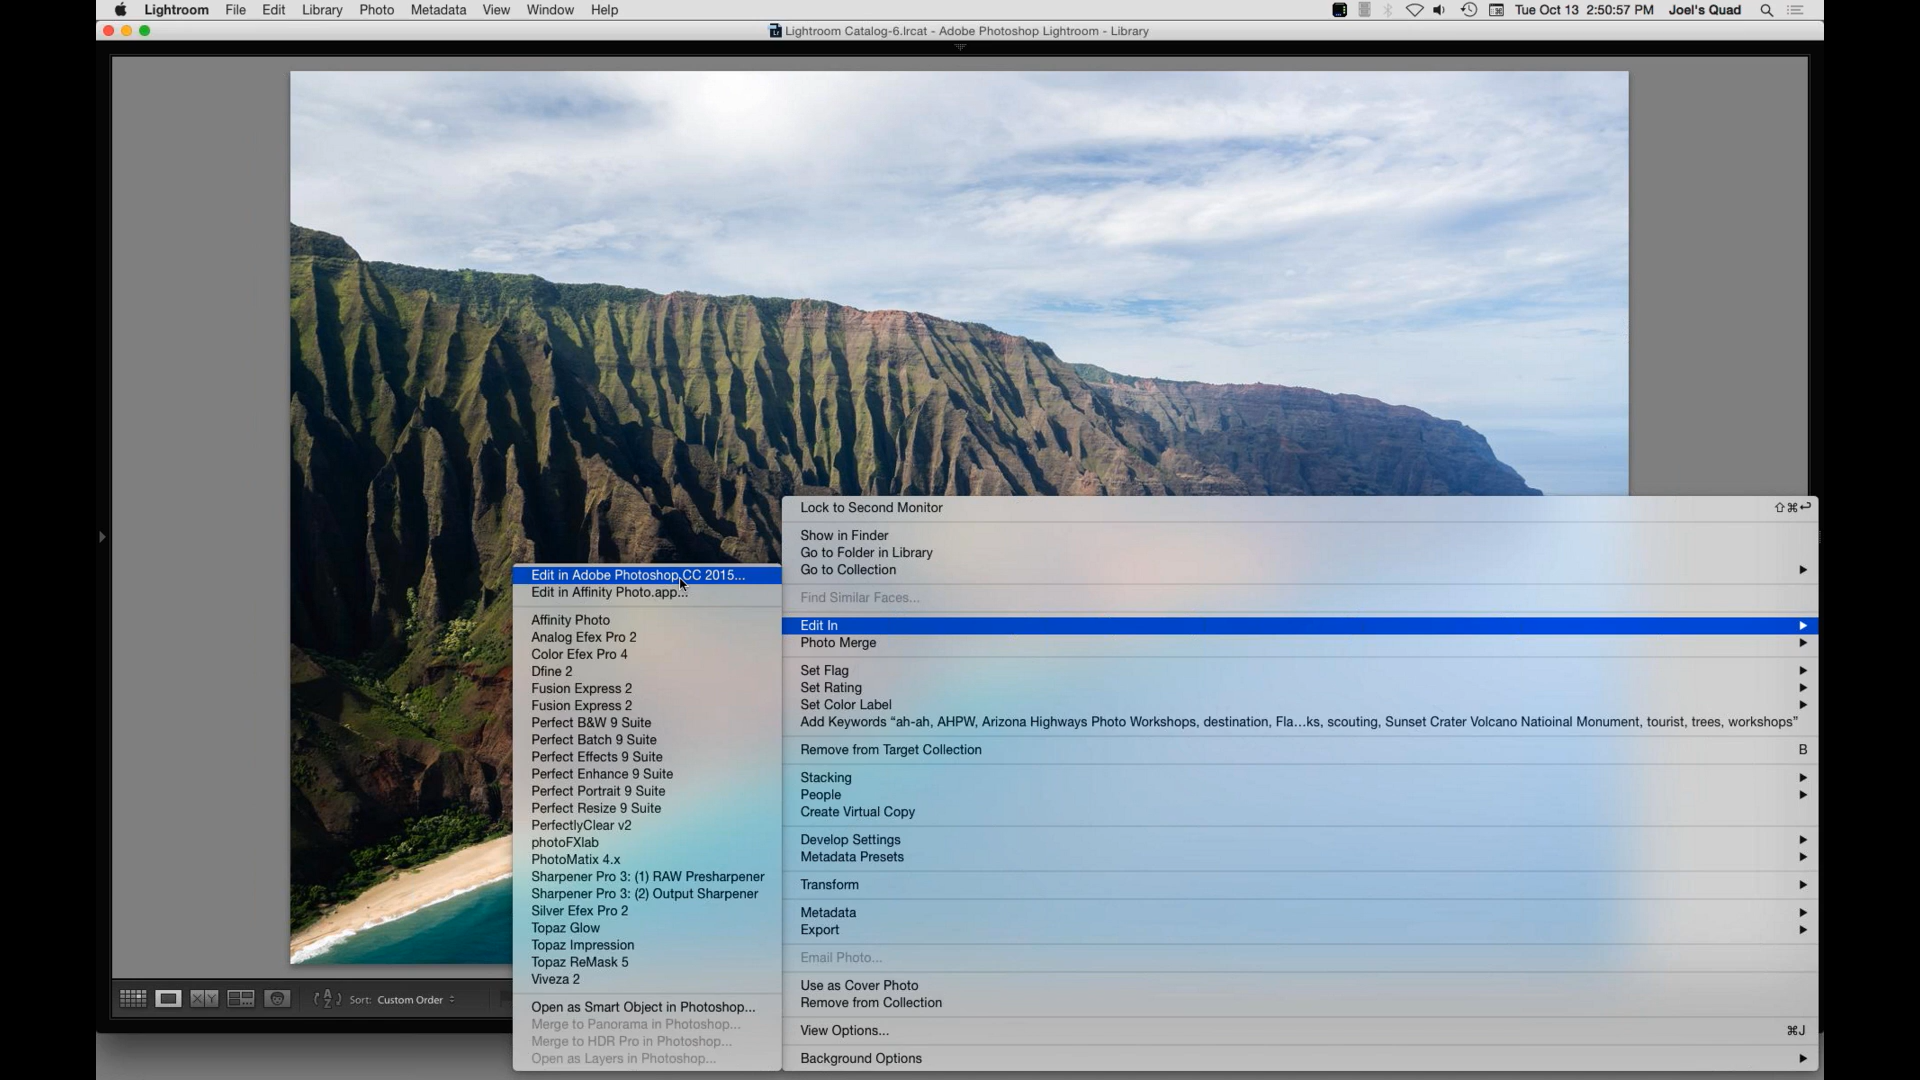 Lightroom File Edit Library Photo Metadata View Window Help Tue Oct 13 2:50:57 PM Joel's Quad
Lightroom Catalog-6.lrcat - Adobe Photoshop Lightroom - Library
Lock to Second Monitor ⇧⌘↩
Show in Finder
Go to Folder in Library
Go to Collection
Find Similar Faces...
Edit In
Photo Merge
Set Flag
Set Rating
Set Color Label
Add Keywords “ah-ah, AHPW, Arizona Highways Photo Workshops, destination, Fla...ks, scouting, Sunset Crater Volcano Natioinal Monument, tourist, trees, workshops”
Remove from Target Collection B
Stacking
People
Create Virtual Copy
Develop Settings
Metadata Presets
Transform
Metadata
Export
Email Photo...
Use as Cover Photo
Remove from Collection
View Options... ⌘J
Background Options
Edit in Adobe Photoshop CC 2015...
Edit in Affinity Photo.app...
Affinity Photo
Analog Efex Pro 2
Color Efex Pro 4
Dfine 2
Fusion Express 2
Fusion Express 2
Perfect B&W 9 Suite
Perfect Batch 9 Suite
Perfect Effects 9 Suite
Perfect Enhance 9 Suite
Perfect Portrait 9 Suite
Perfect Resize 9 Suite
PerfectlyClear v2
photoFXlab
PhotoMatix 4.x
Sharpener Pro 3: (1) RAW Presharpener
Sharpener Pro 3: (2) Output Sharpener
Silver Efex Pro 2
Topaz Glow
Topaz Impression
Topaz ReMask 5
Viveza 2
Open as Smart Object in Photoshop...
Merge to Panorama in Photoshop...
Merge to HDR Pro in Photoshop...
Open as Layers in Photoshop...
X Y A Z Sort: Custom Order